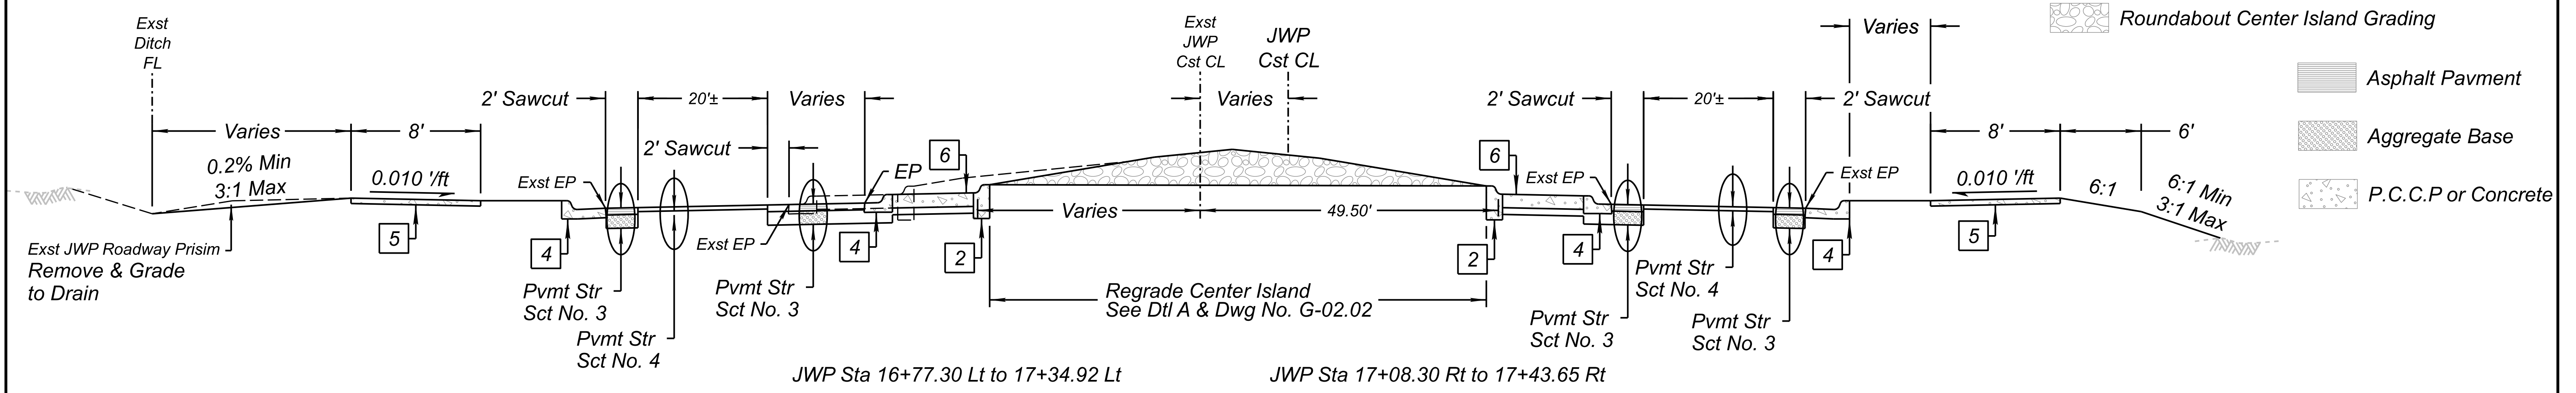 Exst
Ditch
FL
Exst
JWP
Cst CL
JWP
Cst CL
Varies
Roundabout Center Island Grading
Asphalt Pavment
Aggregate Base
P.C.C.P or Concrete
2' Sawcut
20'±
Varies
Varies
2' Sawcut
20'±
2' Sawcut
Varies
8'
2' Sawcut
6
6
8'
6'
0.2% Min
3:1 Max
0.010 '/ft
Exst EP
EP
Exst EP
Exst EP
0.010 '/ft
6:1
6:1 Min
3:1 Max
Varies
49.50'
Exst JWP Roadway Prisim
Remove & Grade
to Drain
5
4
Exst EP
4
2
2
4
4
5
Pvmt Str
Sct No. 3
Pvmt Str
Sct No. 4
Pvmt Str
Sct No. 3
Regrade Center Island
See Dtl A & Dwg No. G-02.02
Pvmt Str
Sct No. 4
Pvmt Str
Sct No. 3
Pvmt Str
Sct No. 3
JWP Sta 16+77.30 Lt to 17+34.92 Lt
JWP Sta 17+08.30 Rt to 17+43.65 Rt